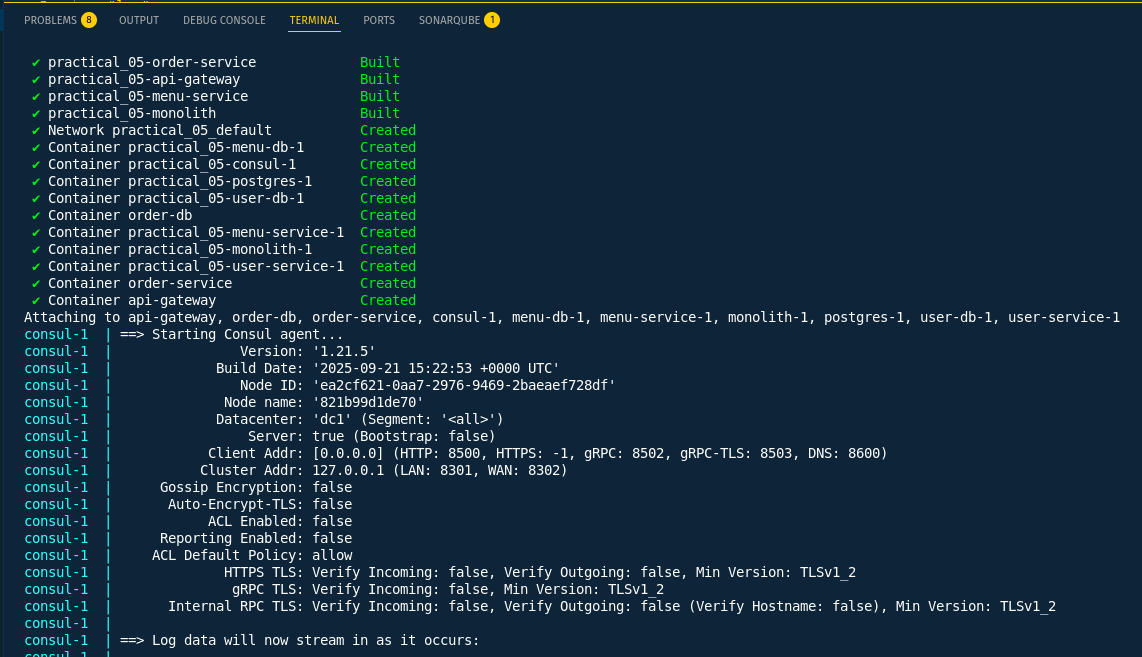 PROBLEMS 8 OUTPUT DEBUG CONSOLE TERMINAL PORTS SONARQUBE 1
✔ practical_05-order-service Built
✔ practical_05-api-gateway Built
✔ practical_05-menu-service Built
✔ practical_05-monolith Built
✔ Network practical_05_default Created
✔ Container practical_05-menu-db-1 Created
✔ Container practical_05-consul-1 Created
✔ Container practical_05-postgres-1 Created
✔ Container practical_05-user-db-1 Created
✔ Container order-db Created
✔ Container practical_05-menu-service-1 Created
✔ Container practical_05-monolith-1 Created
✔ Container practical_05-user-service-1 Created
✔ Container order-service Created
✔ Container api-gateway Created
Attaching to api-gateway, order-db, order-service, consul-1, menu-db-1, menu-service-1, monolith-1, postgres-1, user-db-1, user-service-1
consul-1 | ==> Starting Consul agent...
consul-1 | Version: '1.21.5'
consul-1 | Build Date: '2025-09-21 15:22:53 +0000 UTC'
consul-1 | Node ID: 'ea2cf621-0aa7-2976-9469-2baeaef728df'
consul-1 | Node name: '821b99d1de70'
consul-1 | Datacenter: 'dc1' (Segment: '<all>')
consul-1 | Server: true (Bootstrap: false)
consul-1 | Client Addr: [0.0.0.0] (HTTP: 8500, HTTPS: -1, gRPC: 8502, gRPC-TLS: 8503, DNS: 8600)
consul-1 | Cluster Addr: 127.0.0.1 (LAN: 8301, WAN: 8302)
consul-1 | Gossip Encryption: false
consul-1 | Auto-Encrypt-TLS: false
consul-1 | ACL Enabled: false
consul-1 | Reporting Enabled: false
consul-1 | ACL Default Policy: allow
consul-1 | HTTPS TLS: Verify Incoming: false, Verify Outgoing: false, Min Version: TLSv1_2
consul-1 | gRPC TLS: Verify Incoming: false, Min Version: TLSv1_2
consul-1 | Internal RPC TLS: Verify Incoming: false, Verify Outgoing: false (Verify Hostname: false), Min Version: TLSv1_2
consul-1 |
consul-1 | ==> Log data will now stream in as it occurs:
consul-1 |